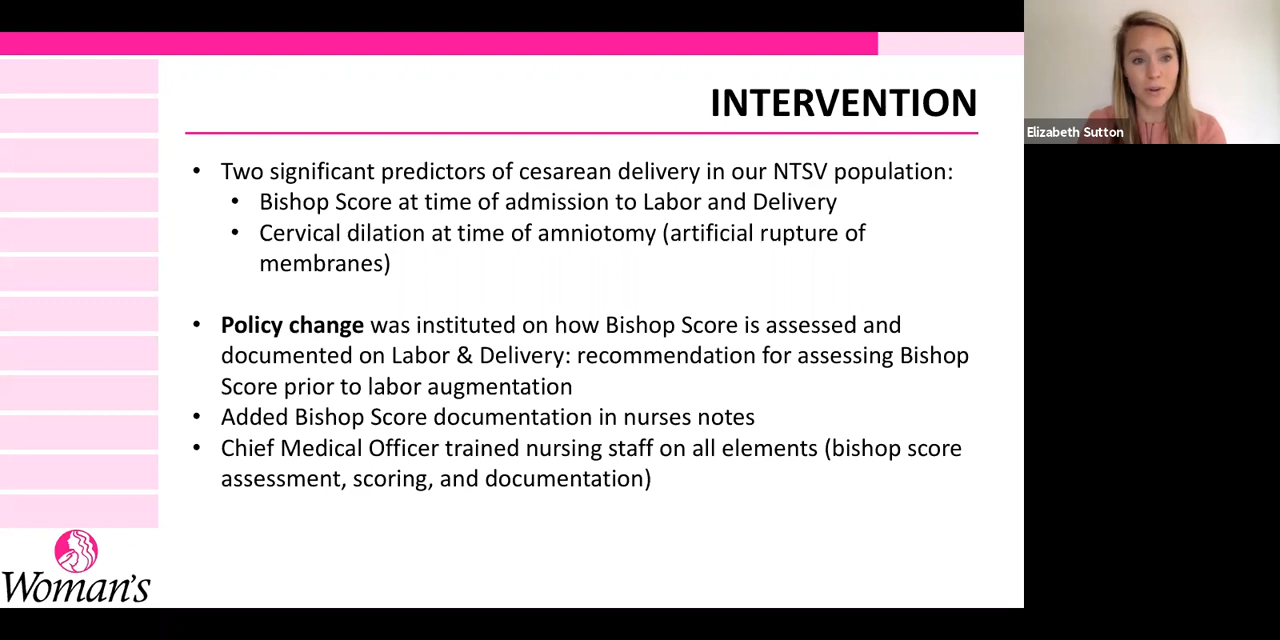 INTERVENTION
• Two significant predictors of cesarean delivery in our NTSV population:
• Bishop Score at time of admission to Labor and Delivery
• Cervical dilation at time of amniotomy (artificial rupture of
membranes)
• Policy change was instituted on how Bishop Score is assessed and
documented on Labor & Delivery: recommendation for assessing Bishop
Score prior to labor augmentation
• Added Bishop Score documentation in nurses notes
• Chief Medical Officer trained nursing staff on all elements (bishop score
assessment, scoring, and documentation)
Woman's
Elizabeth Sutton